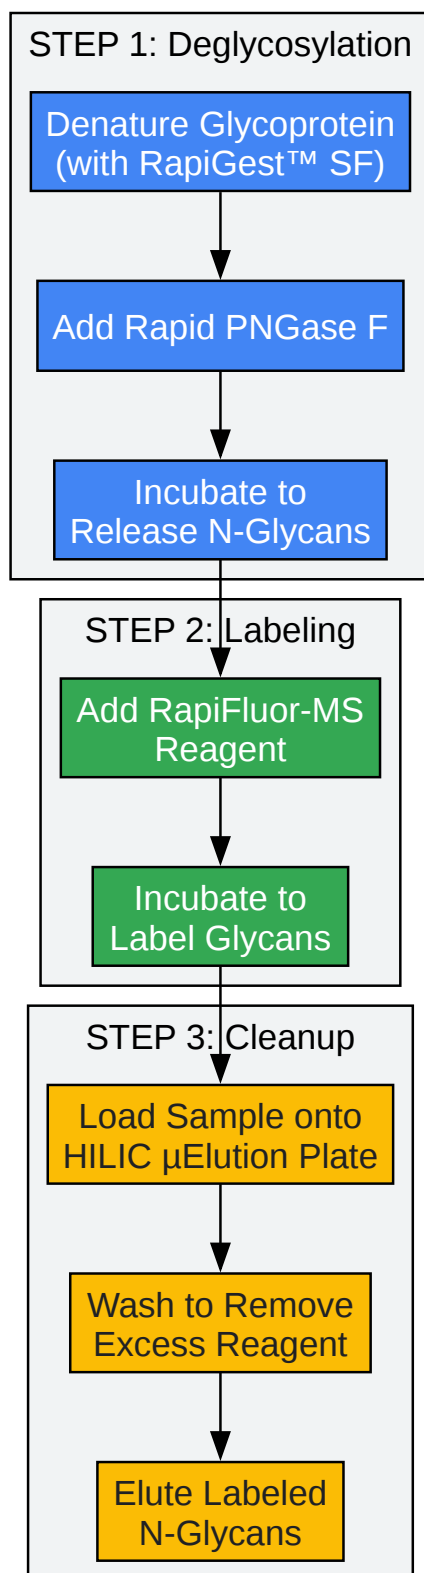 STEP 1: Deglycosylation
Denature Glycoprotein
(with RapiGest™ SF)
Add Rapid PNGase F
Incubate to
Release N-Glycans
STEP 2: Labeling
Add RapiFluor-MS
Reagent
Incubate to
Label Glycans
STEP 3: Cleanup
Load Sample onto
HILIC µElution Plate
Wash to Remove
Excess Reagent
Elute Labeled
N-Glycans